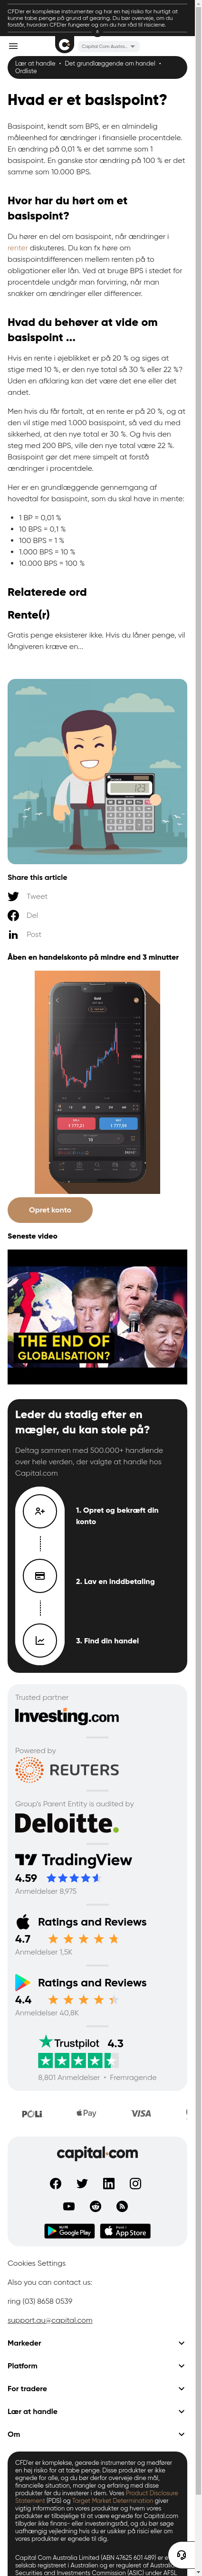 CFD'er er komplekse instrumenter og har en høj risiko for hurtigt at
tabe penge på grund af gearing. Du bør overveje, om du
forstår, hvordan CFD'er fungerer og om du har råd til risiciene.
Capital Com Austra...
Lær at handle • Det grundlæggende om handel •
Ordliste
Hvad er et basispoint?
Basispoint, kendt som BPS, er en almindelig
målenhed for ændringer i finansielle procentdele.
En ændring på 0,01 % er det samme som 1
basispoint. En ganske stor ændring på 100 % er det
samme som 10.000 BPS.
Hvor har du hørt om et
basispoint?
Du hører en del om basispoint, når ændringer i
renter diskuteres. Du kan fx høre om
basispointdifferencen mellem renten på to
obligationer eller lån. Ved at bruge BPS i stedet for
procentdele undgår man forvirring, når man
snakker om ændringer eller differencer.
Hvad du behøver at vide om
basispoint ...
Hvis en rente i øjeblikket er på 20 % og siges at
stige med 10 %, er den nye total så 30 % eller 22 %?
Uden en afklaring kan det være det ene eller det
andet.
Men hvis du får fortalt, at en rente er på 20 %, og at
den vil stige med 1.000 basispoint, så ved du med
sikkerhed, at den nye total er 30 %. Og hvis den
steg med 200 BPS, ville den nye total være 22 %.
Basispoint gør det mere simpelt at forstå
ændringer i procentdele.
Her er en grundlæggende gennemgang af
hovedtal for basispoint, som du skal have in mente:
• 1 BP = 0,01 %
• 10 BPS = 0,1 %
• 100 BPS = 1 %
• 1.000 BPS = 10 %
• 10.000 BPS = 100 %
Relaterede ord
Rente(r)
Gratis penge eksisterer ikke. Hvis du låner penge, vil
långiveren kræve en...
Share this article
Tweet
Del
Post
Åben en handelskonto på mindre end 3 minutter
Gold
Opret konto
Seneste video
THE END OF
GLOBALISATION?
Leder du stadig efter en
mægler, du kan stole på?
Deltag sammen med 500.000+ handlende
over hele verden, der valgte at handle hos
Capital.com
1. Opret og bekræft din
konto
2. Lav en inddbetaling
3. Find din handel
Trusted partner
Investing.com
Powered by
REUTERS
Group's Parent Entity is audited by
Deloitte.
TradingView
4.59
Anmeldelser 8,975
Ratings and Reviews
4.7
Anmeldelser 1,5K
Ratings and Reviews
4.4
Anmeldelser 40,8K
Trustpilot 4.3
8,801 Anmeldelser • Fremragende
POLi
Pay
VISA
capital•com
Google Play
App Store
Cookies Settings
Also you can contact us:
ring (03) 8658 0539
support.au@capital.com
Markeder
Platform
For tradere
Lær at handle
Om
CFD'er er komplekse, gearede instrumenter og medfører
en høj risiko for at tabe penge. Disse produkter er ikke
egnede til alle, og du bør derfor overveje dine mål,
finansielle situation, mangler og erfaring med disse
produkter før du investerer i dem. Vores Product Disclosure
Statement (PDS) og Target Market Determination giver
vigtig information om vores produkter og hvem vores
produkter er tilbydeligt til at være egnet for Capital.com
tilbyder ikke finans- eller investeringsrådgivning, og du bør
søge uafhængig vejledning hvis du er usikker på risici eller om
vores produkter er egnede til dig.
Capital Com Australia Limited (ABN 47625 601 489) er et
selskab registreret i Australien og er reguleret af Australian
Securities and Investments Commission (ASIC) under AFSL